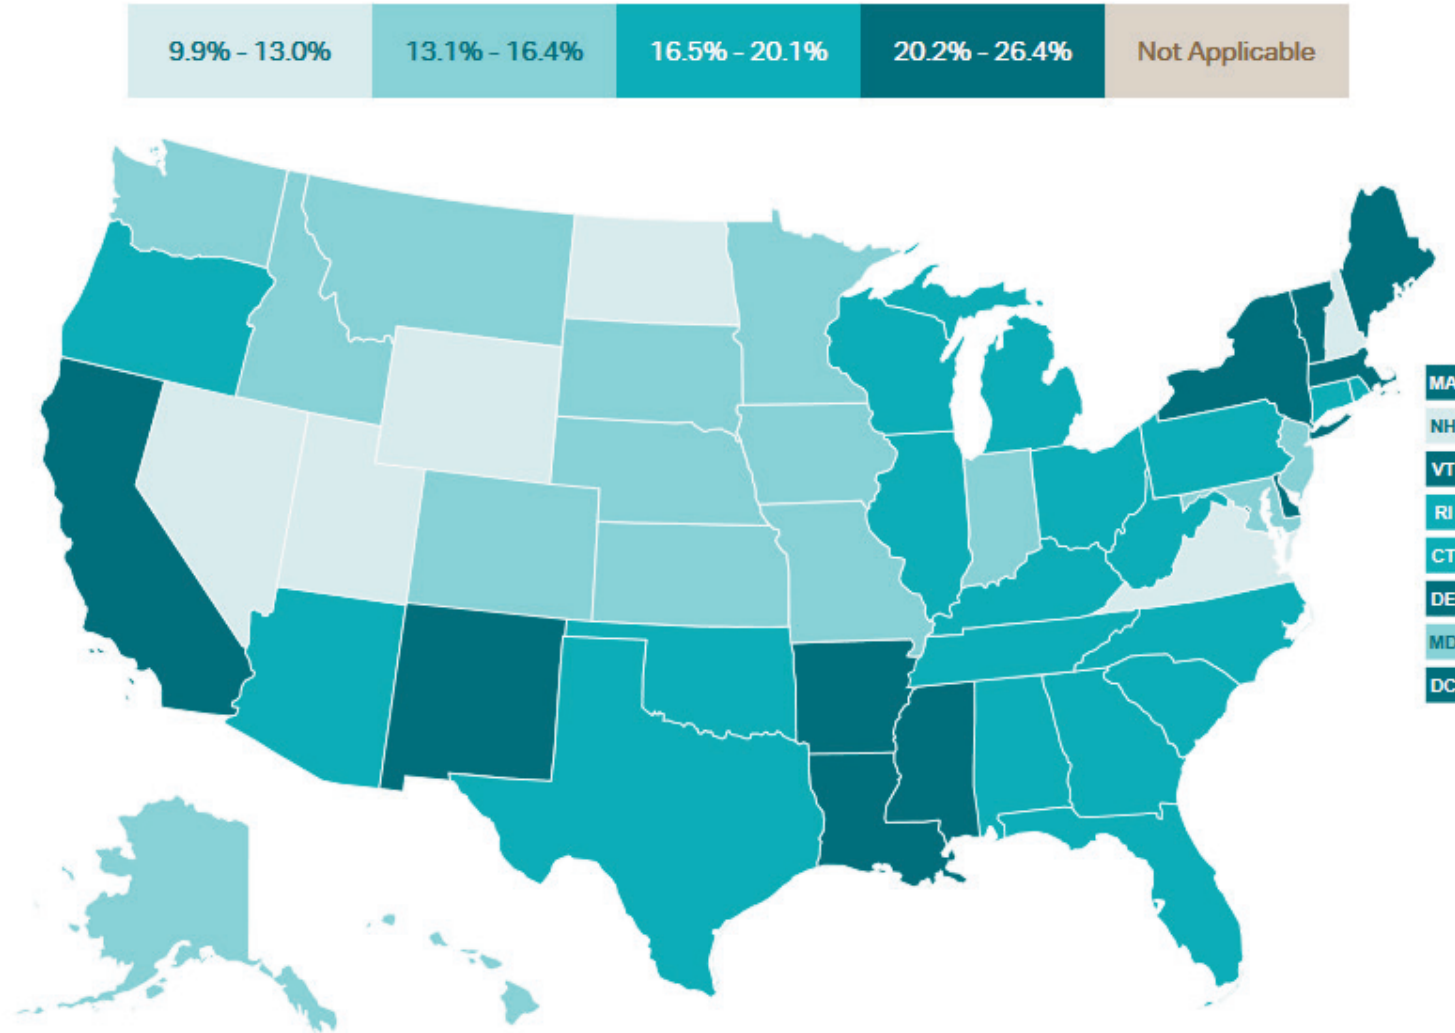 9.9% - 13.0% 13.1% - 16.4% 16.5% - 20.1% 20.2% - 26.4% Not Applicable
MA
NH
VT
RI
CT
DE
MD
DC